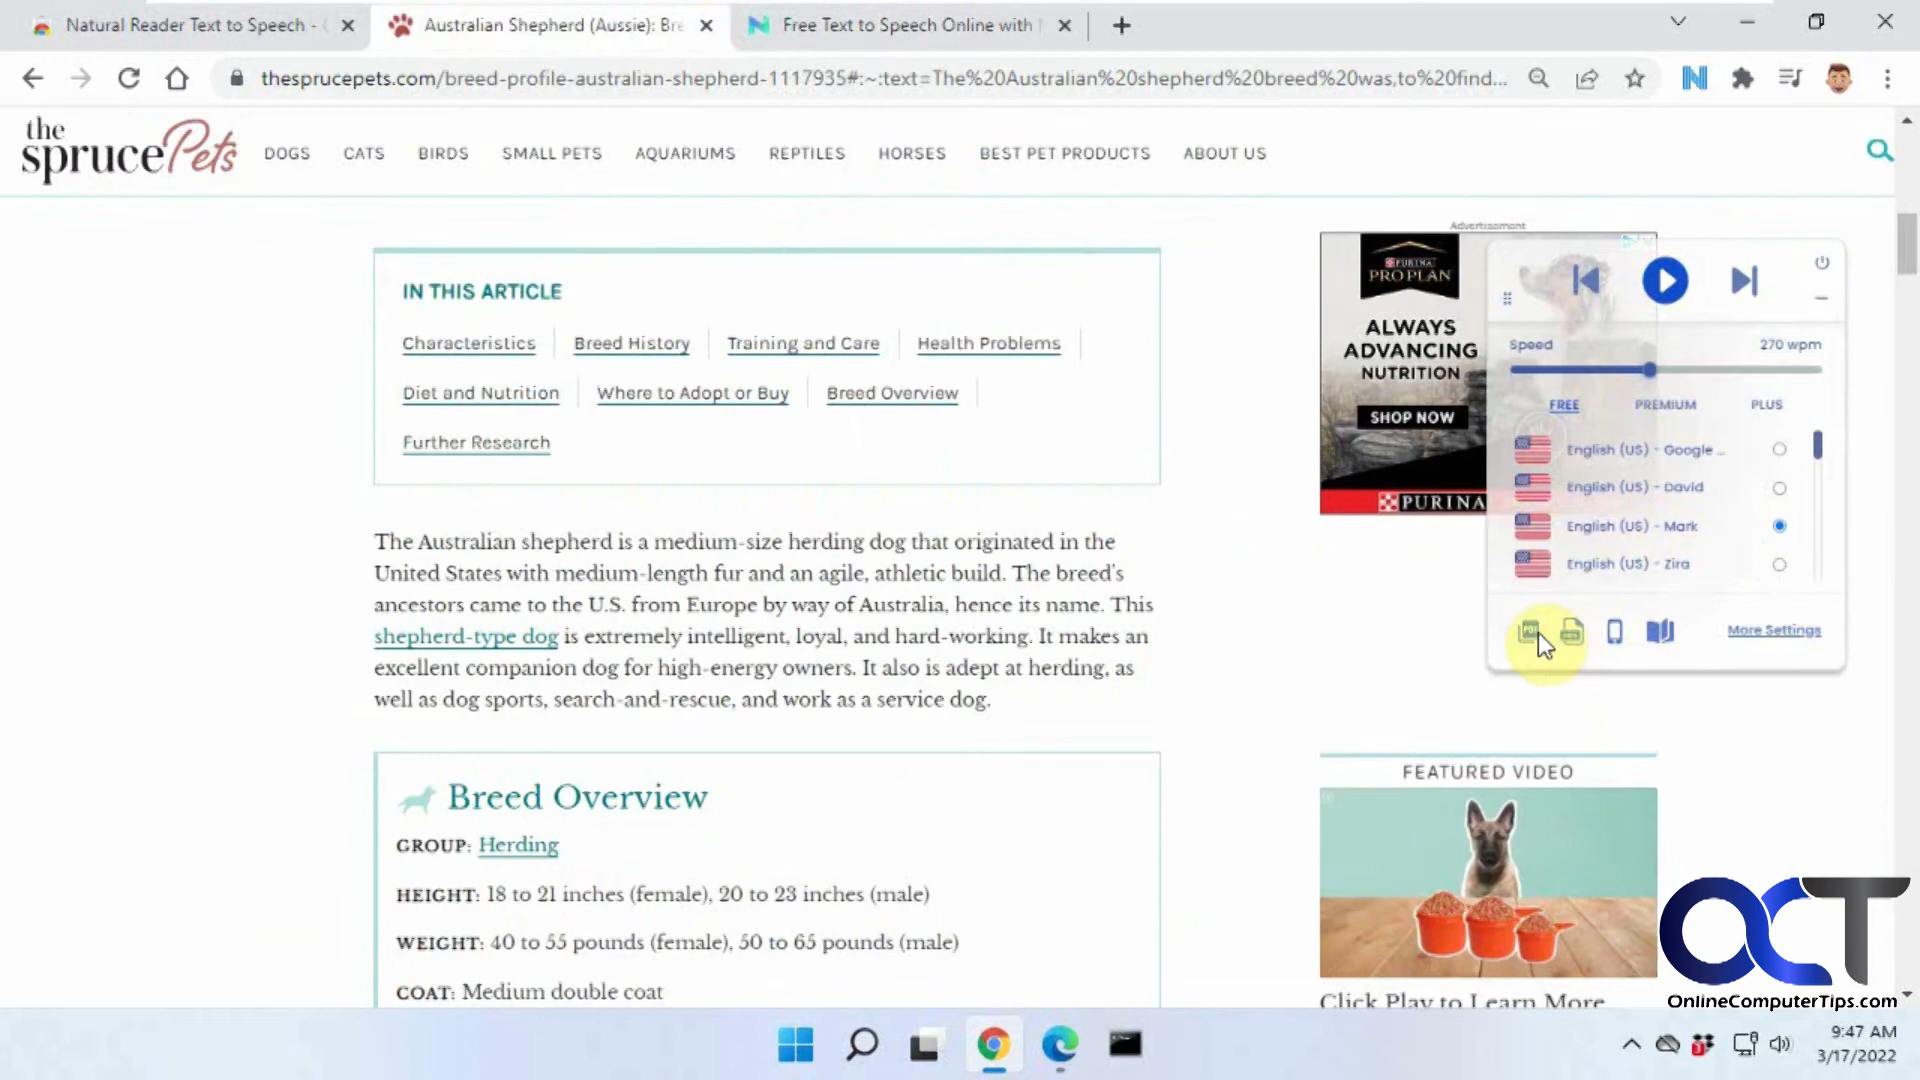 Natural Reader Text to Speech -
Australian Shepherd (Aussie): Bre
Free Text to Speech Online with
thesprucepets.com/breed-profile-australian-shepherd-1117935#:~:text=The%20Australian%20shepherd%20breed%20was,to%20find...
the
sprucePets
DOGS
CATS
BIRDS
SMALL PETS
AQUARIUMS
REPTILES
HORSES
BEST PET PRODUCTS
ABOUT US
IN THIS ARTICLE
Characteristics
Breed History
Training and Care
Health Problems
Diet and Nutrition
Where to Adopt or Buy
Breed Overview
Further Research
The Australian shepherd is a medium-size herding dog that originated in the
United States with medium-length fur and an agile, athletic build. The breed's
ancestors came to the U.S. from Europe by way of Australia, hence its name. This
shepherd-type dog is extremely intelligent, loyal, and hard-working. It makes an
excellent companion dog for high-energy owners. It also is adept at herding, as
well as dog sports, search-and-rescue, and work as a service dog.
Breed Overview
GROUP: Herding
HEIGHT: 18 to 21 inches (female), 20 to 23 inches (male)
WEIGHT: 40 to 55 pounds (female), 50 to 65 pounds (male)
COAT: Medium double coat
Advertisement
PURINA
PRO PLAN
ALWAYS
ADVANCING
NUTRITION
SHOP NOW
PURINA
Speed
270 wpm
FREE
PREMIUM
PLUS
English (US) - Google ...
English (US) - David
English (US) - Mark
English (US) - Zira
More Settings
FEATURED VIDEO
Click Play to Learn More
OCT
OnlineComputerTips.com
9:47 AM
3/17/2022